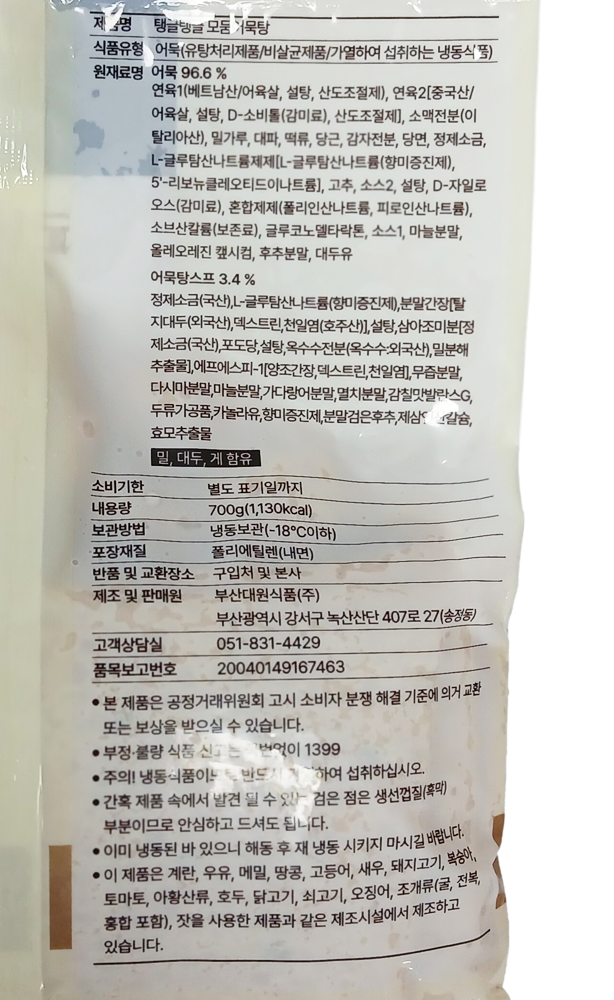 제품명 탱글탱글 모둠어묵탕
식품유형 어묵(유탕처리제품/비살균제품/가열하여 섭취하는 냉동식품)
원재료명 어묵 96.6 %
연육1(베트남산/어육살, 설탕, 산도조절제), 연육2[중국산/
어육살, 설탕, D-소비톨(감미료), 산도조절제], 소맥전분(이
탈리아산), 밀가루, 대파, 떡류, 당근, 감자전분, 당면, 정제소금,
L-글루탐산나트륨제제[L-글루탐산나트륨(향미증진제),
5'-리보뉴클레오티드이나트륨], 고추, 소스2, 설탕, D-자일로
오스(감미료), 혼합제제(폴리인산나트륨, 피로인산나트륨),
소브산칼륨(보존료), 글루코노델타락톤, 소스1, 마늘분말,
올레오레진 캪시컴, 후추분말, 대두유
어묵탕스프 3.4 %
정제소금(국산),L-글루탐산나트륨(향미증진제),분말간장[탈
지대두(외국산),덱스트린,천일염(호주산)],설탕,삼아조미분[정
제소금(국산),포도당,설탕,옥수수전분(옥수수:외국산),밀분해
추출물],에프에스피-1[양조간장,덱스트린,천일염],무즙분말,
다시마분말,마늘분말,가다랑어분말,멸치분말,감칠맛발란스G,
두류가공품,카놀라유,향미증진제,분말검은후추,제삼인산칼슘,
효모추출물
밀, 대두, 게 함유
소비기한 별도 표기일까지
내용량 700g(1,130kcal)
보관방법 냉동보관(-18℃이하)
포장재질 폴리에틸렌(내면)
반품 및 교환장소 구입처 및 본사
제조 및 판매원 부산대원식품(주)
부산광역시 강서구 녹산산단 407로 27(송정동)
고객상담실 051-831-4429
품목보고번호 20040149167463
● 본 제품은 공정거래위원회 고시 소비자 분쟁 해결 기준에 의거 교환
또는 보상을 받으실 수 있습니다.
● 부정·불량 식품 신고는 국번없이 1399
● 주의! 냉동식품이므로 반드시 가열하여 섭취하십시오.
● 간혹 제품 속에서 발견 될 수 있는 검은 점은 생선껍질(흑막)
부분이므로 안심하고 드셔도 됩니다.
● 이미 냉동된 바 있으니 해동 후 재 냉동 시키지 마시길 바랍니다.
● 이 제품은 계란, 우유, 메밀, 땅콩, 고등어, 새우, 돼지고기, 복숭아,
토마토, 아황산류, 호두, 닭고기, 쇠고기, 오징어, 조개류(굴, 전복,
홍합 포함), 잣을 사용한 제품과 같은 제조시설에서 제조하고
있습니다.